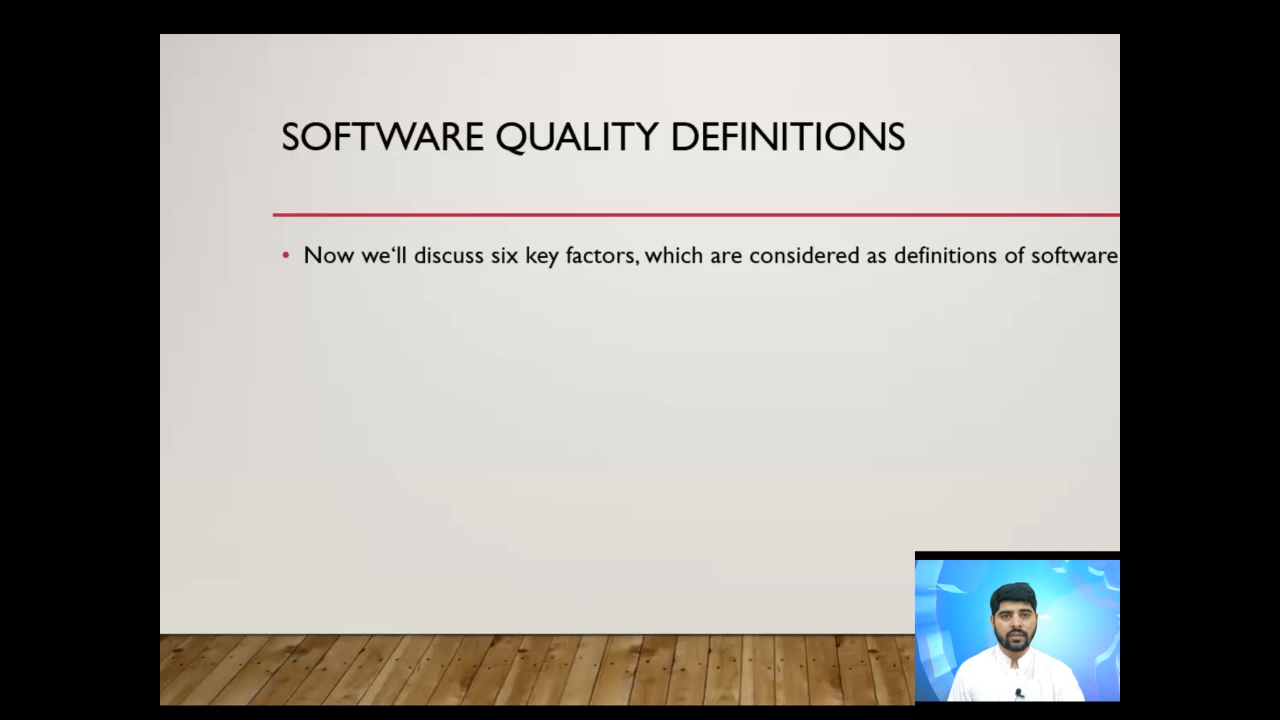 SOFTWARE QUALITY DEFINITIONS
• Now we‘ll discuss six key factors, which are considered as definitions of software